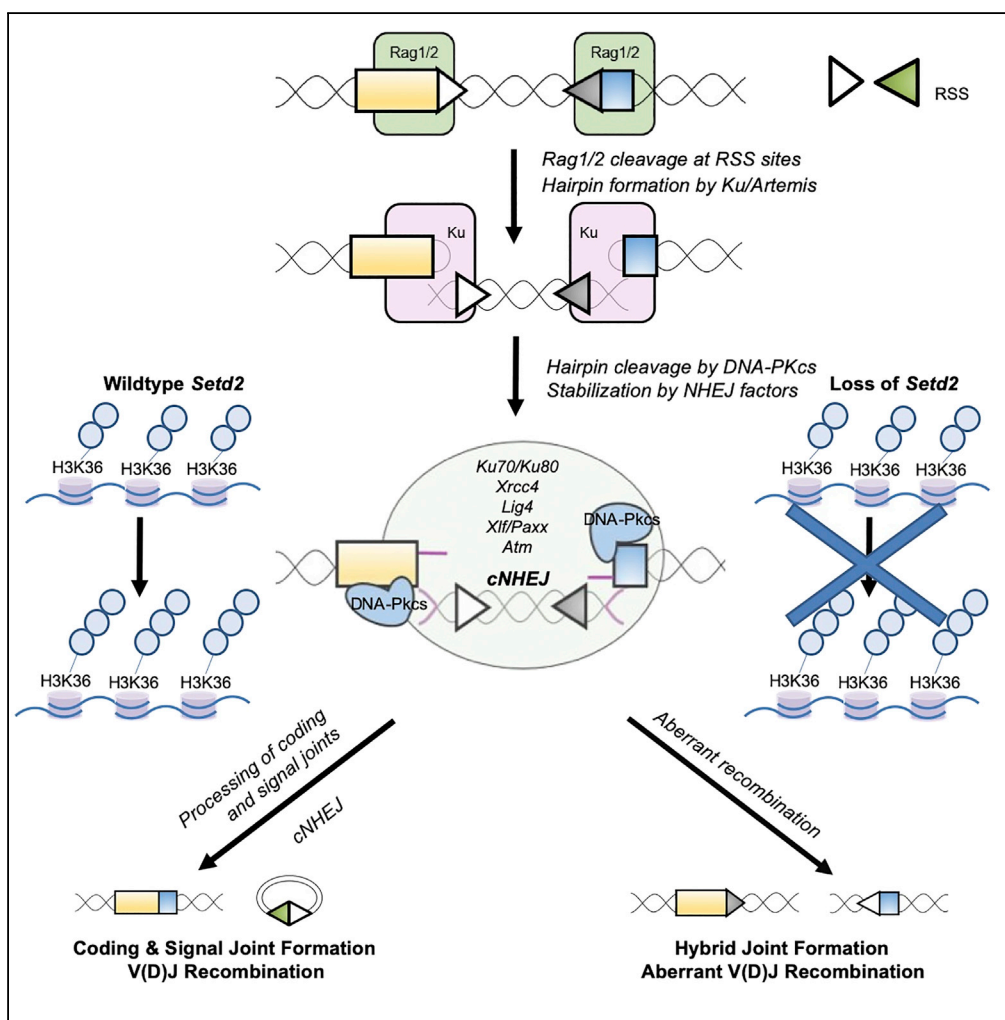 Rag1/2
Rag1/2
RSS
Rag1/2 cleavage at RSS sites
Hairpin formation by Ku/Artemis
Ku
Ku
Hairpin cleavage by DNA-PKcs
Stabilization by NHEJ factors
Wildtype Setd2
H3K36 H3K36 H3K36
H3K36 H3K36 H3K36
Ku70/Ku80
Xrcc4
Lig4
Xlf/Paxx
Atm
cNHEJ
DNA-Pkcs
DNA-Pkcs
Loss of Setd2
H3K36 H3K36 H3K36
H3K36 H3K36 H3K36
Processing of coding
and signal joints
cNHEJ
Aberrant recombination
Coding & Signal Joint Formation
V(D)J Recombination
Hybrid Joint Formation
Aberrant V(D)J Recombination